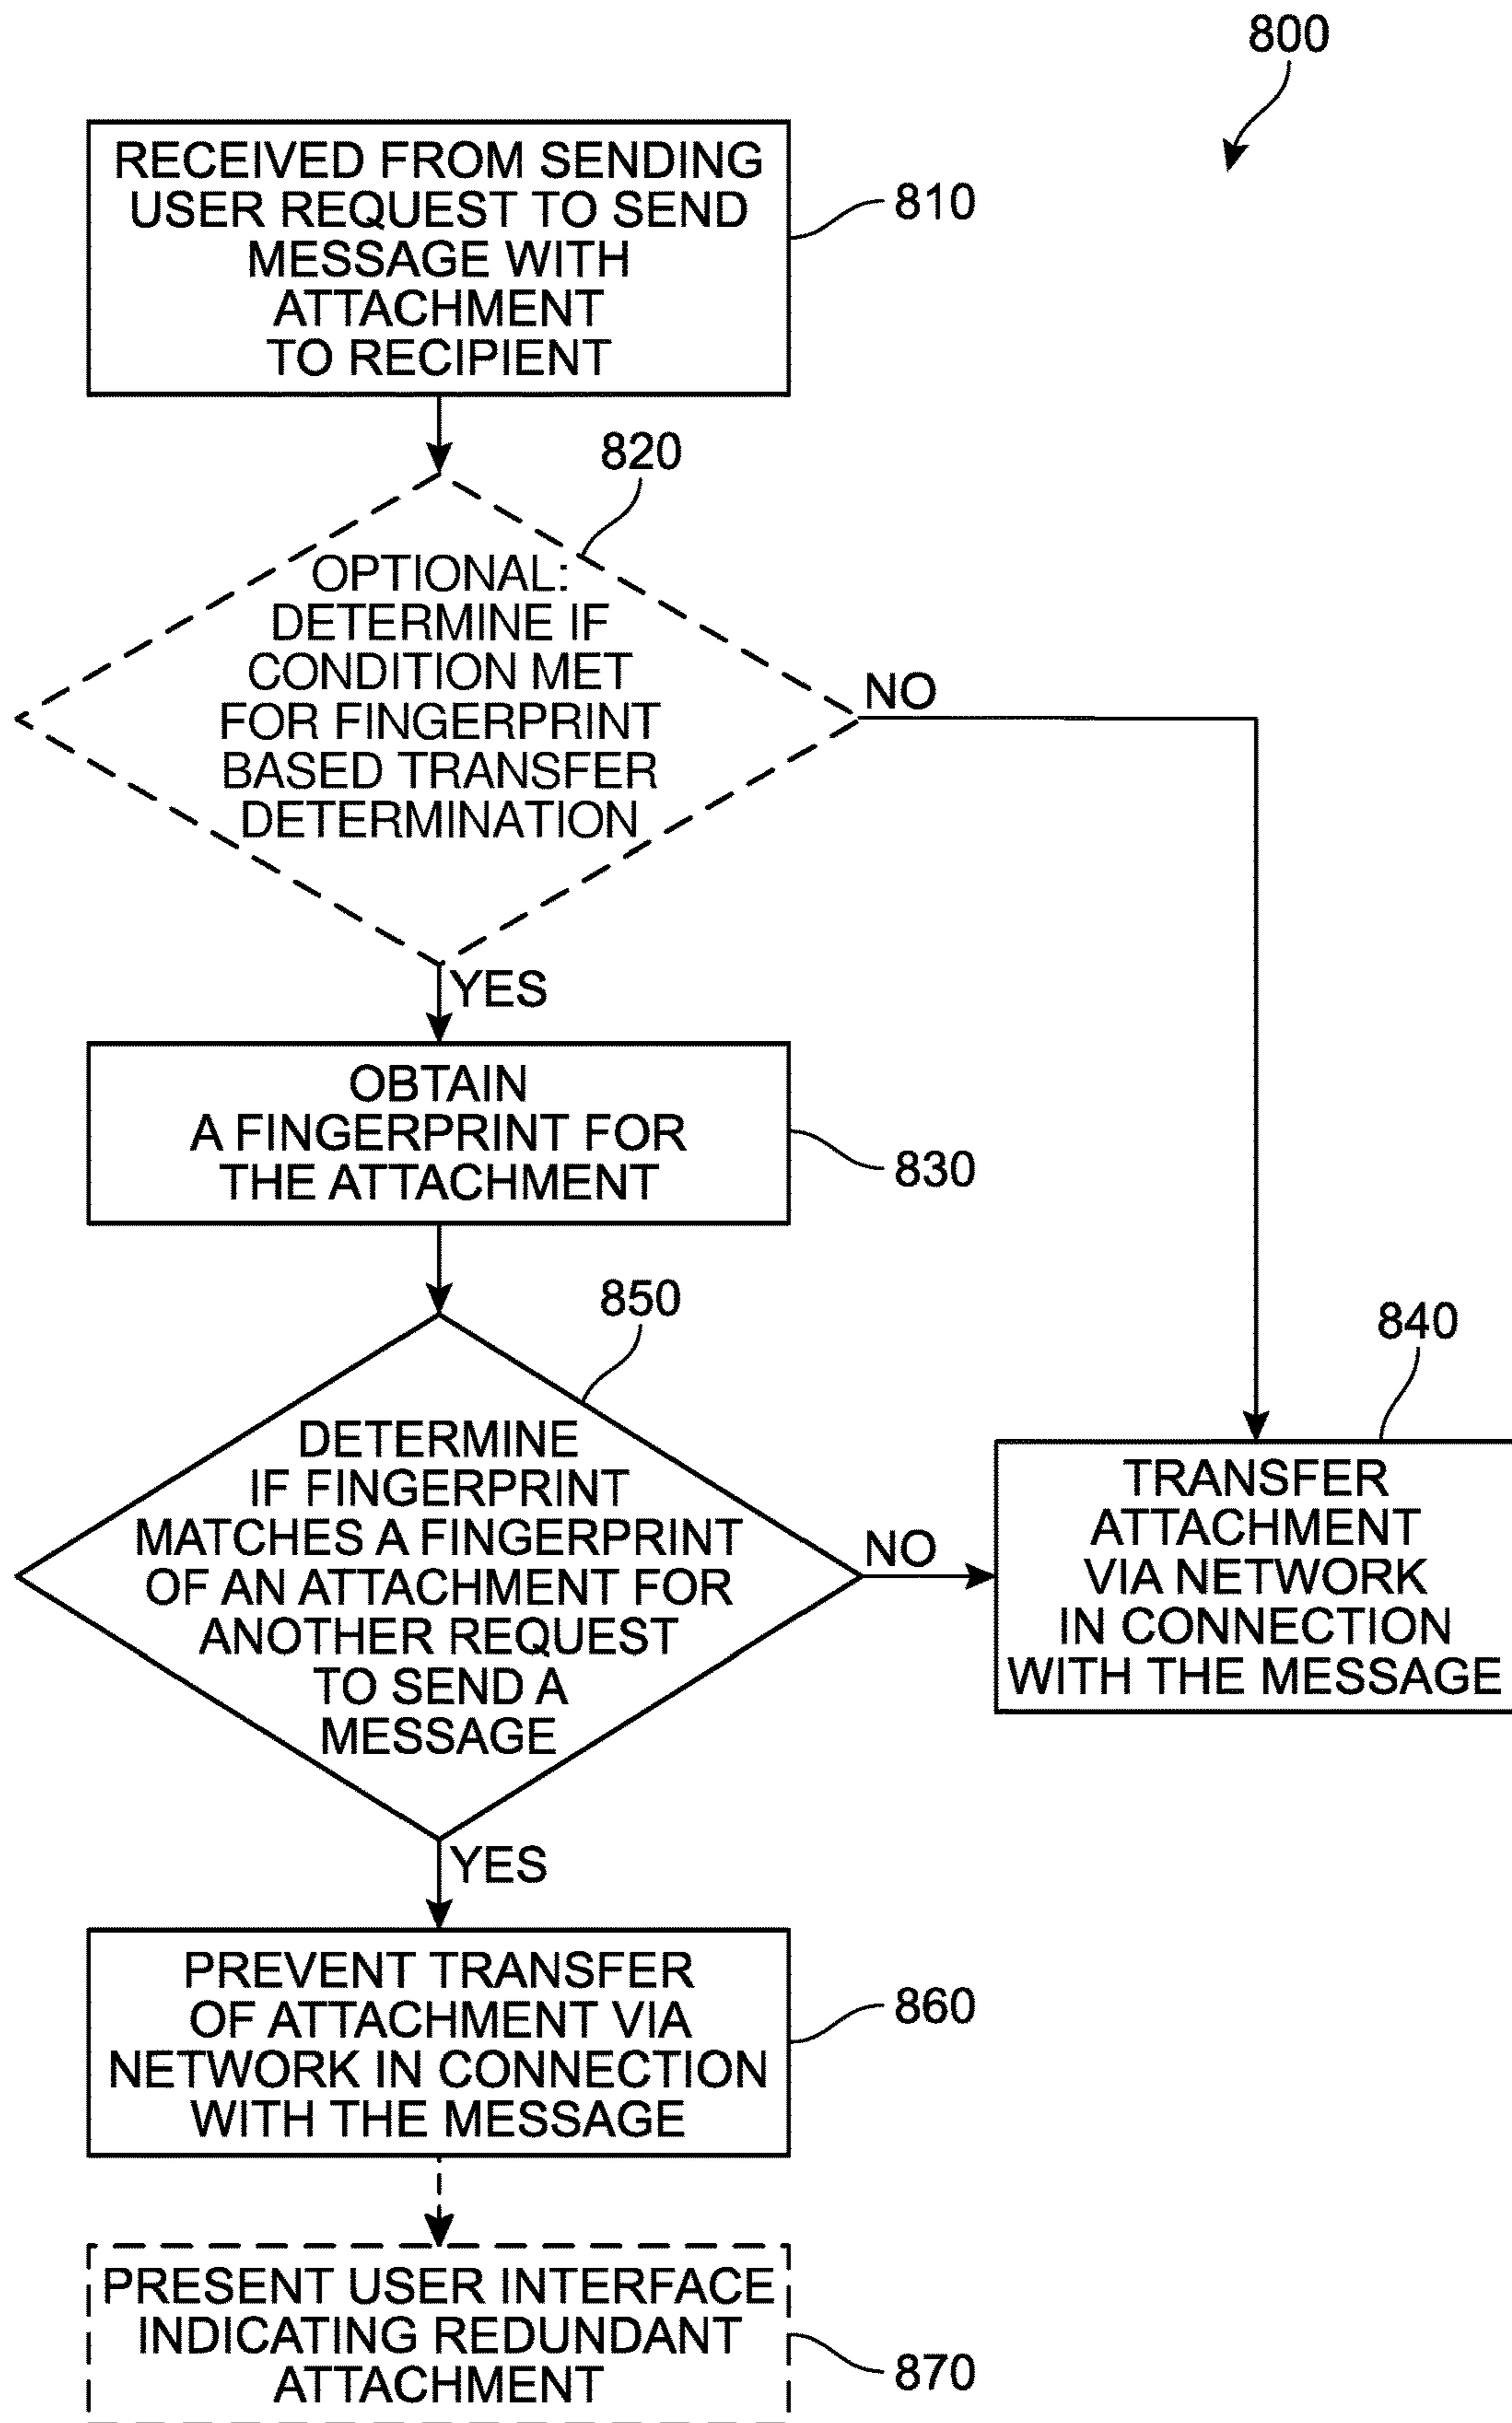 800
RECEIVED FROM SENDING
USER REQUEST TO SEND
MESSAGE WITH
ATTACHMENT
TO RECIPIENT
810
820
OPTIONAL:
DETERMINE IF
CONDITION MET
FOR FINGERPRINT
BASED TRANSFER
DETERMINATION
NO
YES
OBTAIN
A FINGERPRINT FOR
THE ATTACHMENT
830
850
DETERMINE
IF FINGERPRINT
MATCHES A FINGERPRINT
OF AN ATTACHMENT FOR
ANOTHER REQUEST
TO SEND A
MESSAGE
NO
840
TRANSFER
ATTACHMENT
VIA NETWORK
IN CONNECTION
WITH THE MESSAGE
YES
PREVENT TRANSFER
OF ATTACHMENT VIA
NETWORK IN CONNECTION
WITH THE MESSAGE
860
PRESENT USER INTERFACE
INDICATING REDUNDANT
ATTACHMENT
870